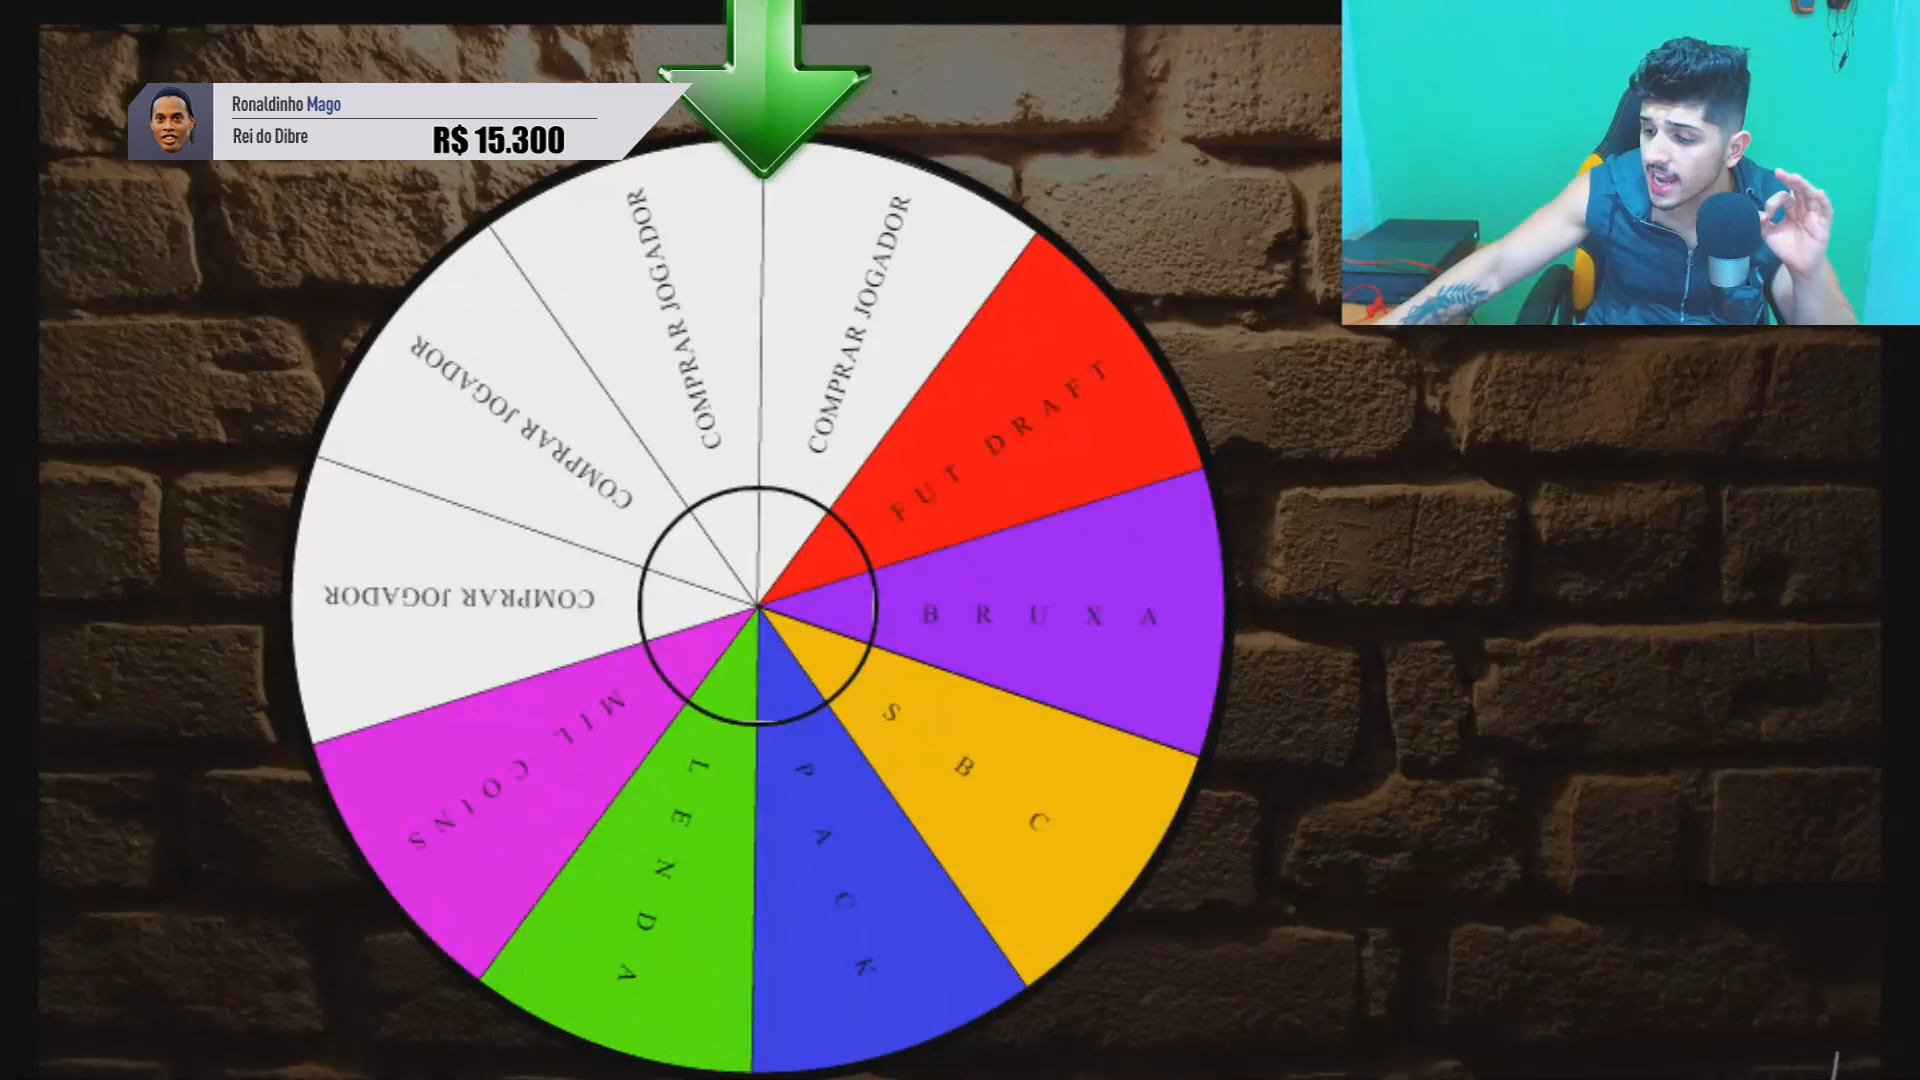 Ronaldinho Mago
Rei do Dibre
R$ 15.300
COMPRAR JOGADOR
COMPRAR JOGADOR
COMPRAR JOGADOR
COMPRAR JOGADOR
FUT DRAFT
BRUXA
SBC
PACK
LENDA
MIL COINS